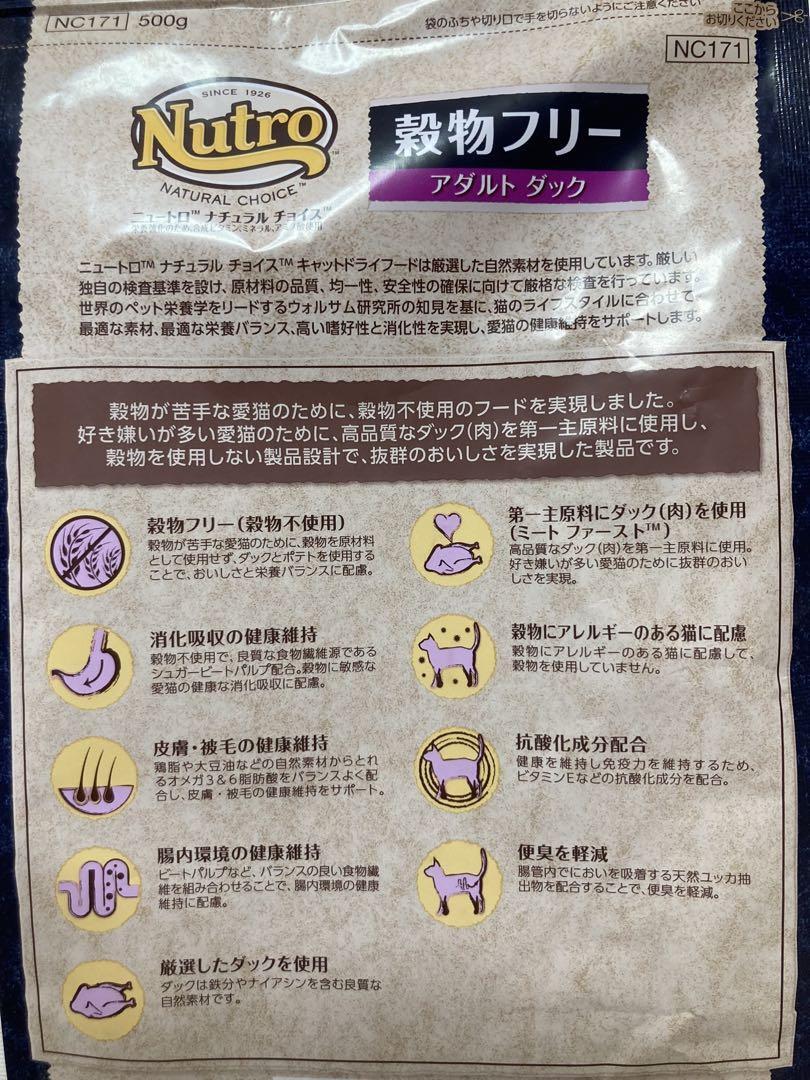 NC171 500g
袋のふちや切り口で手を切らないようにご注意ください
ここから
お切りください
NC171
SINCE 1926
Nutro™
NATURAL CHOICE™
ニュートロ™ ナチュラル チョイス™
栄養強化のため、合成ビタミン、ミネラル、アミノ酸使用
穀物フリー
アダルト ダック
ニュートロ™ ナチュラル チョイス™ キャットドライフードは厳選した自然素材を使用しています。厳しい
独自の検査基準を設け、原材料の品質、均一性、安全性の確保に向けて厳格な検査を行っています。
世界のペット栄養学をリードするウォルサム研究所の知見を基に、猫のライフスタイルに合わせて、
最適な素材、最適な栄養バランス、高い嗜好性と消化性を実現し、愛猫の健康維持をサポートします。
穀物が苦手な愛猫のために、穀物不使用のフードを実現しました。
好き嫌いが多い愛猫のために、高品質なダック(肉)を第一主原料に使用し、
穀物を使用しない製品設計で、抜群のおいしさを実現した製品です。
穀物フリー(穀物不使用)
穀物が苦手な愛猫のために、穀物を原材料
として使用せず、ダックとポテトを使用する
ことで、おいしさと栄養バランスに配慮。
消化吸収の健康維持
穀物不使用で、良質な食物繊維源である
シュガービートパルプ配合。穀物に敏感な
愛猫の健康な消化吸収に配慮。
皮膚・被毛の健康維持
鶏脂や大豆油などの自然素材からとれ
るオメガ3&6脂肪酸をバランスよく配
合し、皮膚・被毛の健康維持をサポート。
腸内環境の健康維持
ビートパルプなど、バランスの良い食物繊
維を組み合わせることで、腸内環境の健康
維持に配慮。
厳選したダックを使用
ダックは鉄分やナイアシンを含む良質な
自然素材です。
第一主原料にダック(肉)を使用
(ミート ファースト™)
高品質なダック(肉)を第一主原料に使用。
好き嫌いが多い愛猫のために抜群のおい
しさを実現。
穀物にアレルギーのある猫に配慮
穀物にアレルギーのある猫に配慮して、
穀物を使用していません。
抗酸化成分配合
健康を維持し免疫力を維持するため、
ビタミンEなどの抗酸化成分を配合。
便臭を軽減
腸管内でにおいを吸着する天然ユッカ抽
出物を配合することで、便臭を軽減。